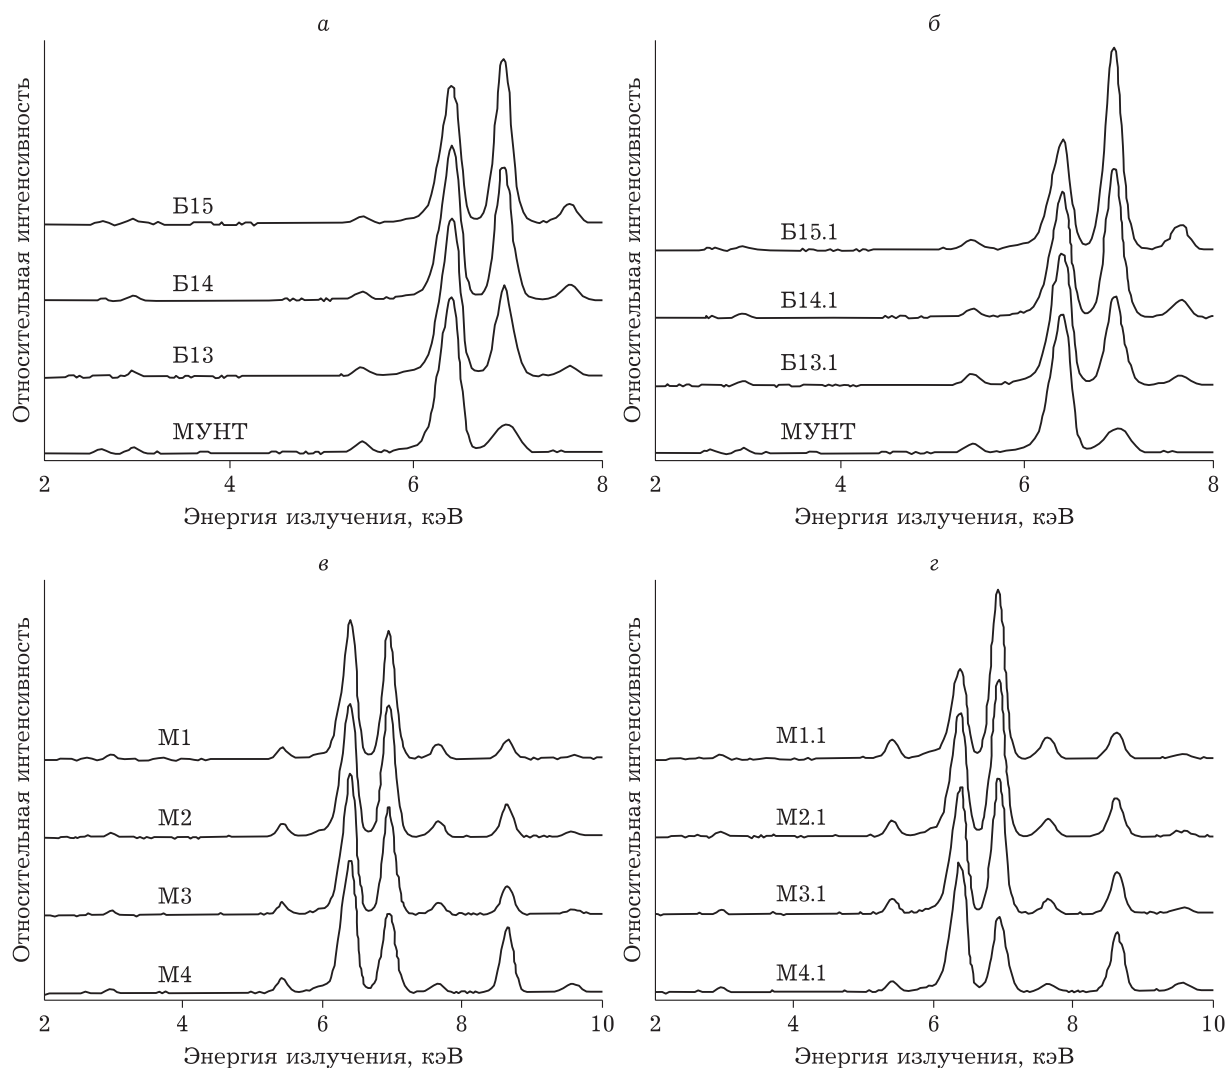 а
Относительная интенсивность
Б15
Б14
Б13
МУНТ
2 4 6 8
Энергия излучения, кэВ
б
Относительная интенсивность
Б15.1
Б14.1
Б13.1
МУНТ
2 4 6 8
Энергия излучения, кэВ
в
Относительная интенсивность
М1
М2
М3
М4
2 4 6 8 10
Энергия излучения, кэВ
г
Относительная интенсивность
М1.1
М2.1
М3.1
М4.1
2 4 6 8 10
Энергия излучения, кэВ